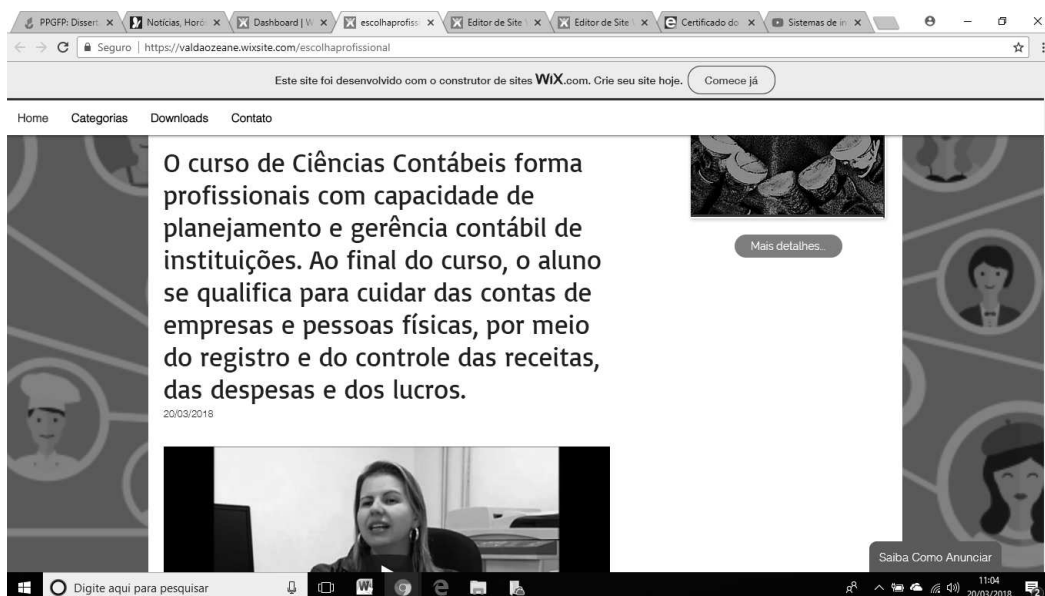 PPGFP: Dissert
Notícias, Horó
Dashboard | W
escolhaprofiss
Editor de Site
Editor de Site
Certificado do
Sistemas de in
Seguro | https://valdaozeane.wixsite.com/escolhaprofissional
Este site foi desenvolvido com o construtor de sites WiX.com. Crie seu site hoje. Comece já
Home Categorias Downloads Contato
O curso de Ciências Contábeis forma
profissionais com capacidade de
planejamento e gerência contábil de
instituições. Ao final do curso, o aluno
se qualifica para cuidar das contas de
empresas e pessoas físicas, por meio
do registro e do controle das receitas,
das despesas e dos lucros.
20/03/2018
Mais detalhes...
Saiba Como Anunciar
Digite aqui para pesquisar
11:04
20/03/2018